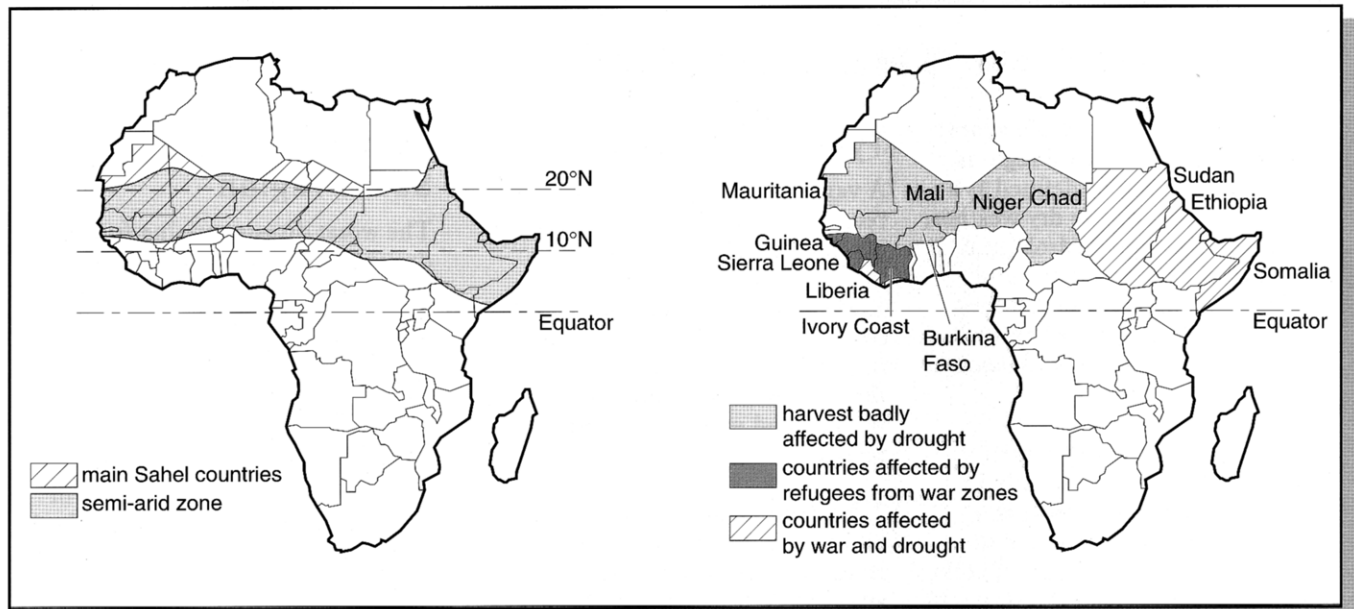 20°N
10°N
Equator
main Sahel countries
semi-arid zone
Mauritania
Mali
Niger
Chad
Sudan
Ethiopia
Guinea
Sierra Leone
Somalia
Liberia
Ivory Coast
Equator
Burkina
Faso
harvest badly
affected by drought
countries affected by
refugees from war zones
countries affected
by war and drought